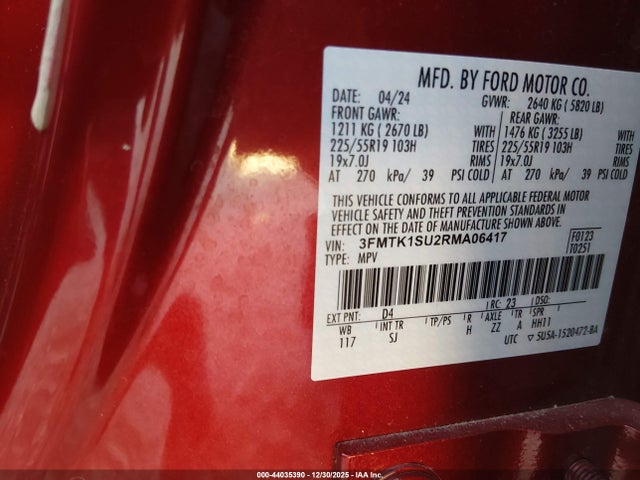 MFD. BY FORD MOTOR CO.
DATE: 04/24 GVWR: 2640 KG ( 5820 LB)
FRONT GAWR: REAR GAWR:
1211 KG ( 2670 LB) WITH 1476 KG ( 3255 LB) WITH
225/55R19 103H TIRES 225/55R19 103H TIRES
19x7.0J RIMS 19x7.0J RIMS
AT 270 kPa/ 39 PSI COLD AT 270 kPa/ 39 PSI COLD
THIS VEHICLE CONFORMS TO ALL APPLICABLE FEDERAL MOTOR
VEHICLE SAFETY AND THEFT PREVENTION STANDARDS IN
EFFECT ON THE DATE OF MANUFACTURE SHOWN
ABOVE.
VIN: 3FMTK1SU2RMA06417 F0123
TYPE: MPV T0251
EXT PNT: D4 RC: 23 DSO:
WB INT TR TP/PS R AXLE TR SPR
117 SJ H ZZ A HH11
UTC ▽ 5U5A-1520472-BA
000-44035390 - 12/30/2025 - IAA Inc.